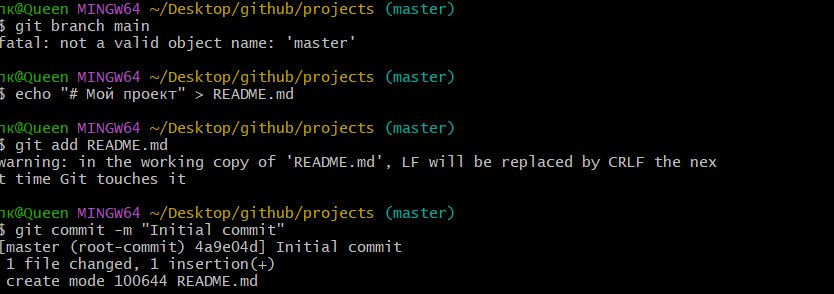 пк@Queen MINGW64 ~/Desktop/github/projects (master)
$ git branch main
fatal: not a valid object name: 'master'
пк@Queen MINGW64 ~/Desktop/github/projects (master)
$ echo "# Мой проект" > README.md
пк@Queen MINGW64 ~/Desktop/github/projects (master)
$ git add README.md
warning: in the working copy of 'README.md', LF will be replaced by CRLF the nex
t time Git touches it
пк@Queen MINGW64 ~/Desktop/github/projects (master)
$ git commit -m "Initial commit"
[master (root-commit) 4a9e04d] Initial commit
1 file changed, 1 insertion(+)
create mode 100644 README.md